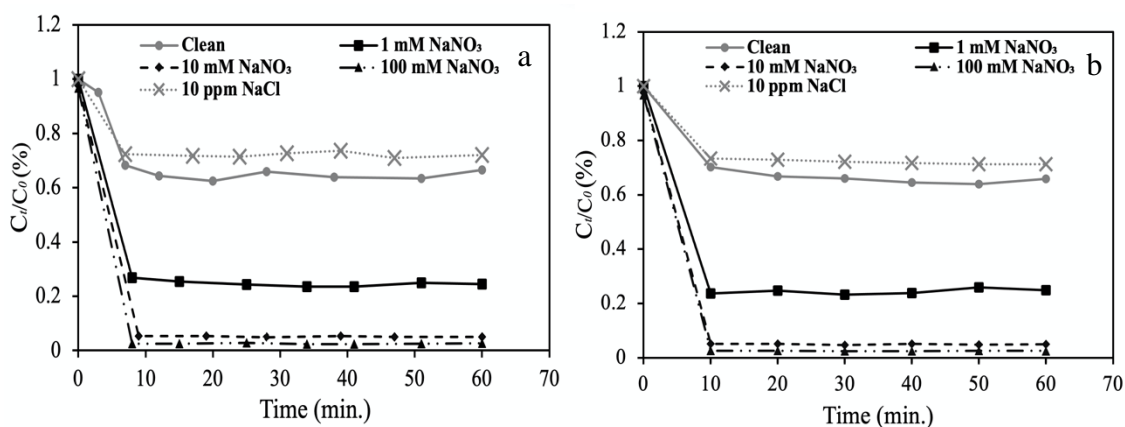 1.2
1
0.8
0.6
0.4
0.2
0
Cₜ/C₀ (%)
Clean
1 mM NaNO₃
10 mM NaNO₃
100 mM NaNO₃
10 ppm NaCl
a
0 10 20 30 40 50 60 70
Time (min.)
1.2
1
0.8
0.6
0.4
0.2
0
Cₜ/C₀ (%)
Clean
1 mM NaNO₃
10 mM NaNO₃
100 mM NaNO₃
10 ppm NaCl
b
0 10 20 30 40 50 60 70
Time (min.)